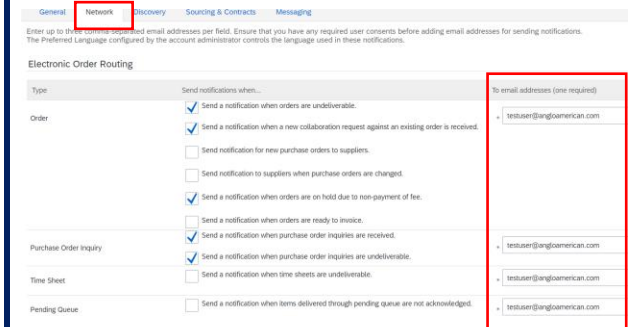 General Network Discovery Sourcing & Contracts Messaging
Enter up to three comma-separated email addresses per field. Ensure that you have any required user consents before adding email addresses for sending notifications.
The Preferred Language configured by the account administrator controls the language used in these notifications.
Electronic Order Routing
Type Send notifications when... To email addresses (one required)
Order Send a notification when orders are undeliverable. * testuser@angloamerican.com
Send a notification when a new collaboration request against an existing order is received.
Send notification for new purchase orders to suppliers.
Send notification to suppliers when purchase orders are changed.
Send a notification when orders are on hold due to non-payment of fee.
Send a notification when orders are ready to invoice.
Purchase Order Inquiry Send a notification when purchase order inquiries are received. * testuser@angloamerican.com
Send a notification when purchase order inquiries are undeliverable.
Time Sheet Send a notification when time sheets are undeliverable. * testuser@angloamerican.com
Pending Queue Send a notification when items delivered through pending queue are not acknowledged. * testuser@angloamerican.com